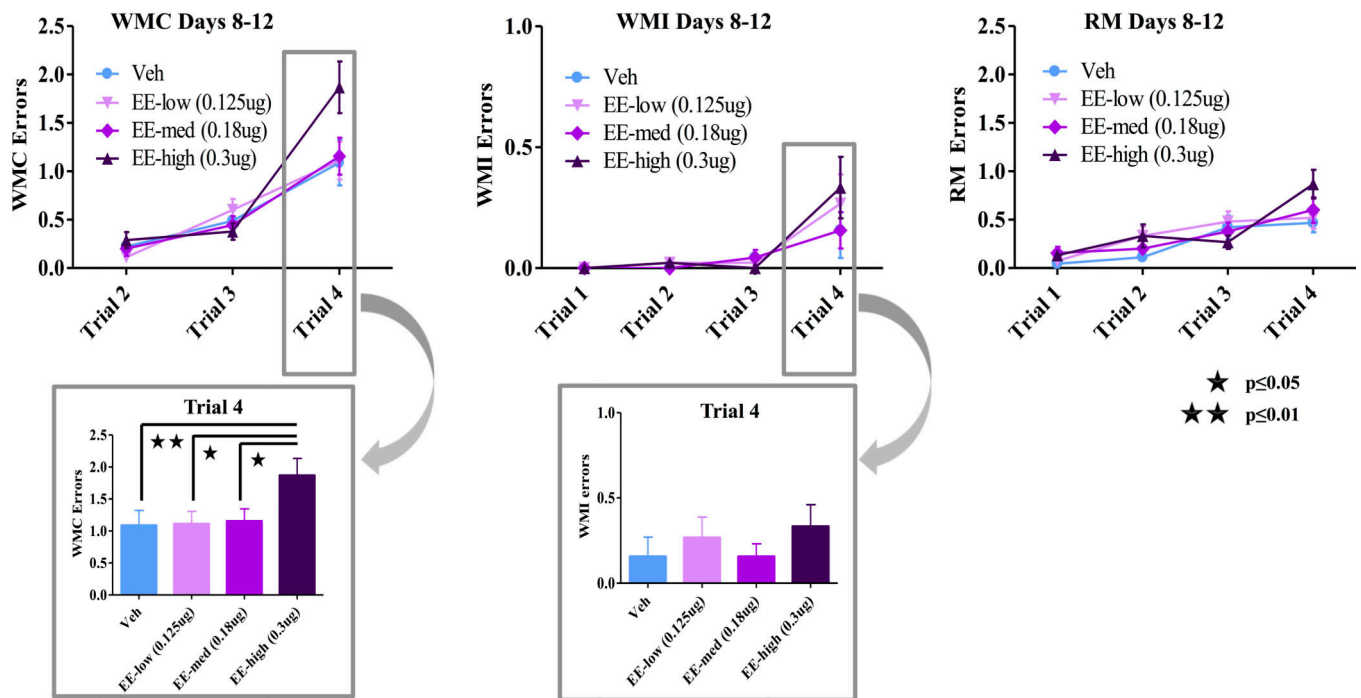 WMC Days 8-12
WMC Errors
2.5
2.0
1.5
1.0
0.5
0.0
Veh
EE-low (0.125ug)
EE-med (0.18ug)
EE-high (0.3ug)
Trial 2
Trial 3
Trial 4
WMI Days 8-12
WMI Errors
1.0
0.5
0.0
Veh
EE-low (0.125ug)
EE-med (0.18ug)
EE-high (0.3ug)
Trial 1
Trial 2
Trial 3
Trial 4
RM Days 8-12
RM Errors
2.5
2.0
1.5
1.0
0.5
0.0
Veh
EE-low (0.125ug)
EE-med (0.18ug)
EE-high (0.3ug)
Trial 1
Trial 2
Trial 3
Trial 4
★ p≤0.05
★★ p≤0.01
Trial 4
WMC Errors
2.5
2.0
1.5
1.0
0.5
0.0
★★
★
★
Veh
EE-low (0.125ug)
EE-med (0.18ug)
EE-high (0.3ug)
Trial 4
WMI errors
1.0
0.5
0.0
Veh
EE-low (0.125ug)
EE-med (0.18ug)
EE-high (0.3ug)